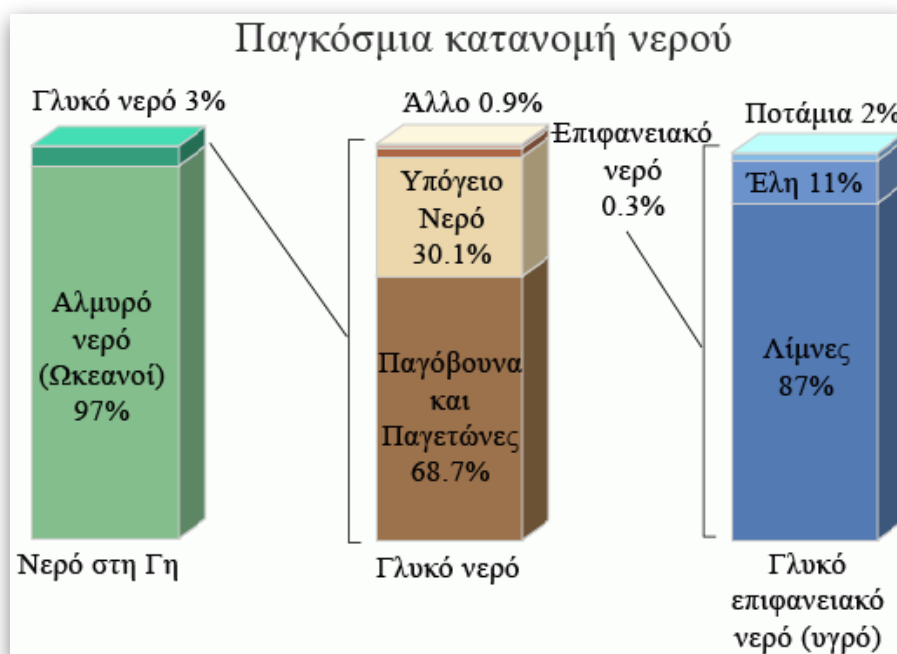 Παγκόσμια κατανομή νερού
Γλυκό νερό 3%
Αλμυρό
νερό
(Ωκεανοί)
97%
Νερό στη Γη
Άλλο 0.9%
Επιφανειακό
νερό
0.3%
Υπόγειο
Νερό
30.1%
Παγόβουνα
και
Παγετώνες
68.7%
Γλυκό νερό
Ποτάμια 2%
Έλη 11%
Λίμνες
87%
Γλυκό
επιφανειακό
νερό (υγρό)